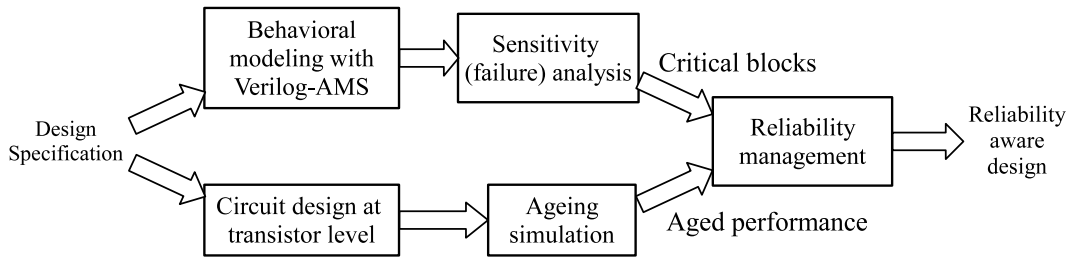 Design
Specification
Behavioral
modeling with
Verilog-AMS
Sensitivity
(failure) analysis
Critical blocks
Circuit design at
transistor level
Ageing
simulation
Aged performance
Reliability
management
Reliability
aware
design